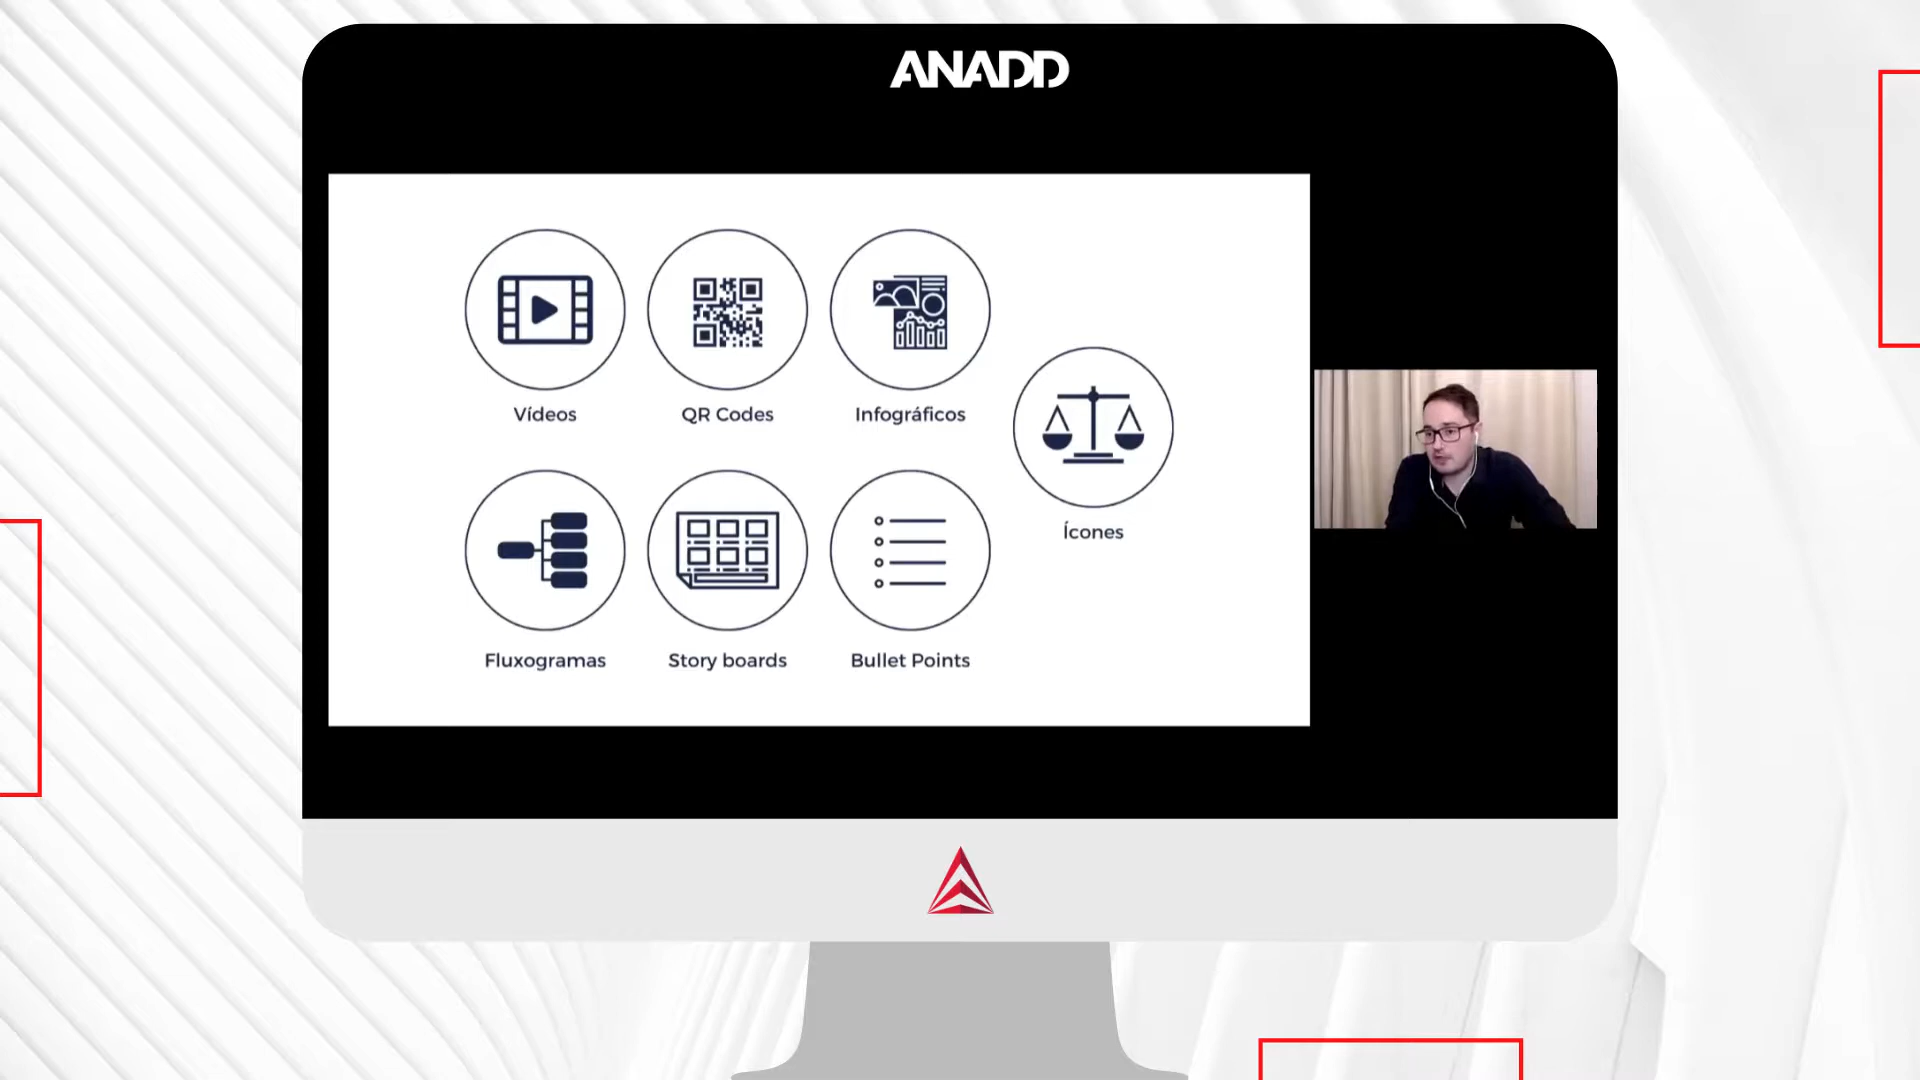 ANADD
Vídeos
QR Codes
Infográficos
Ícones
Fluxogramas
Story boards
Bullet Points